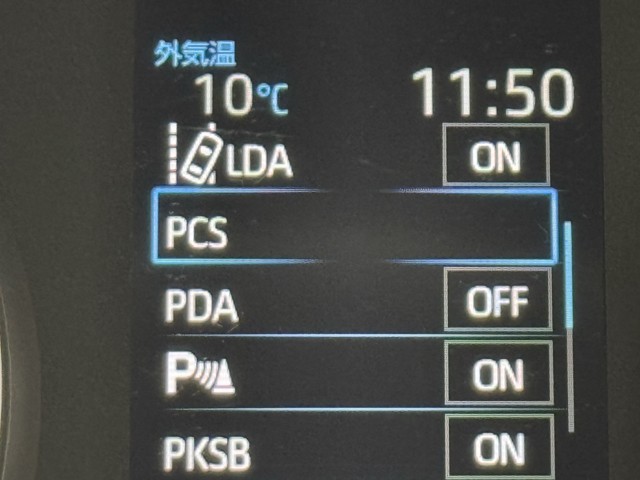 外気温
10℃ 11:50
LDA ON
PCS
PDA OFF
P ON
PKSB ON